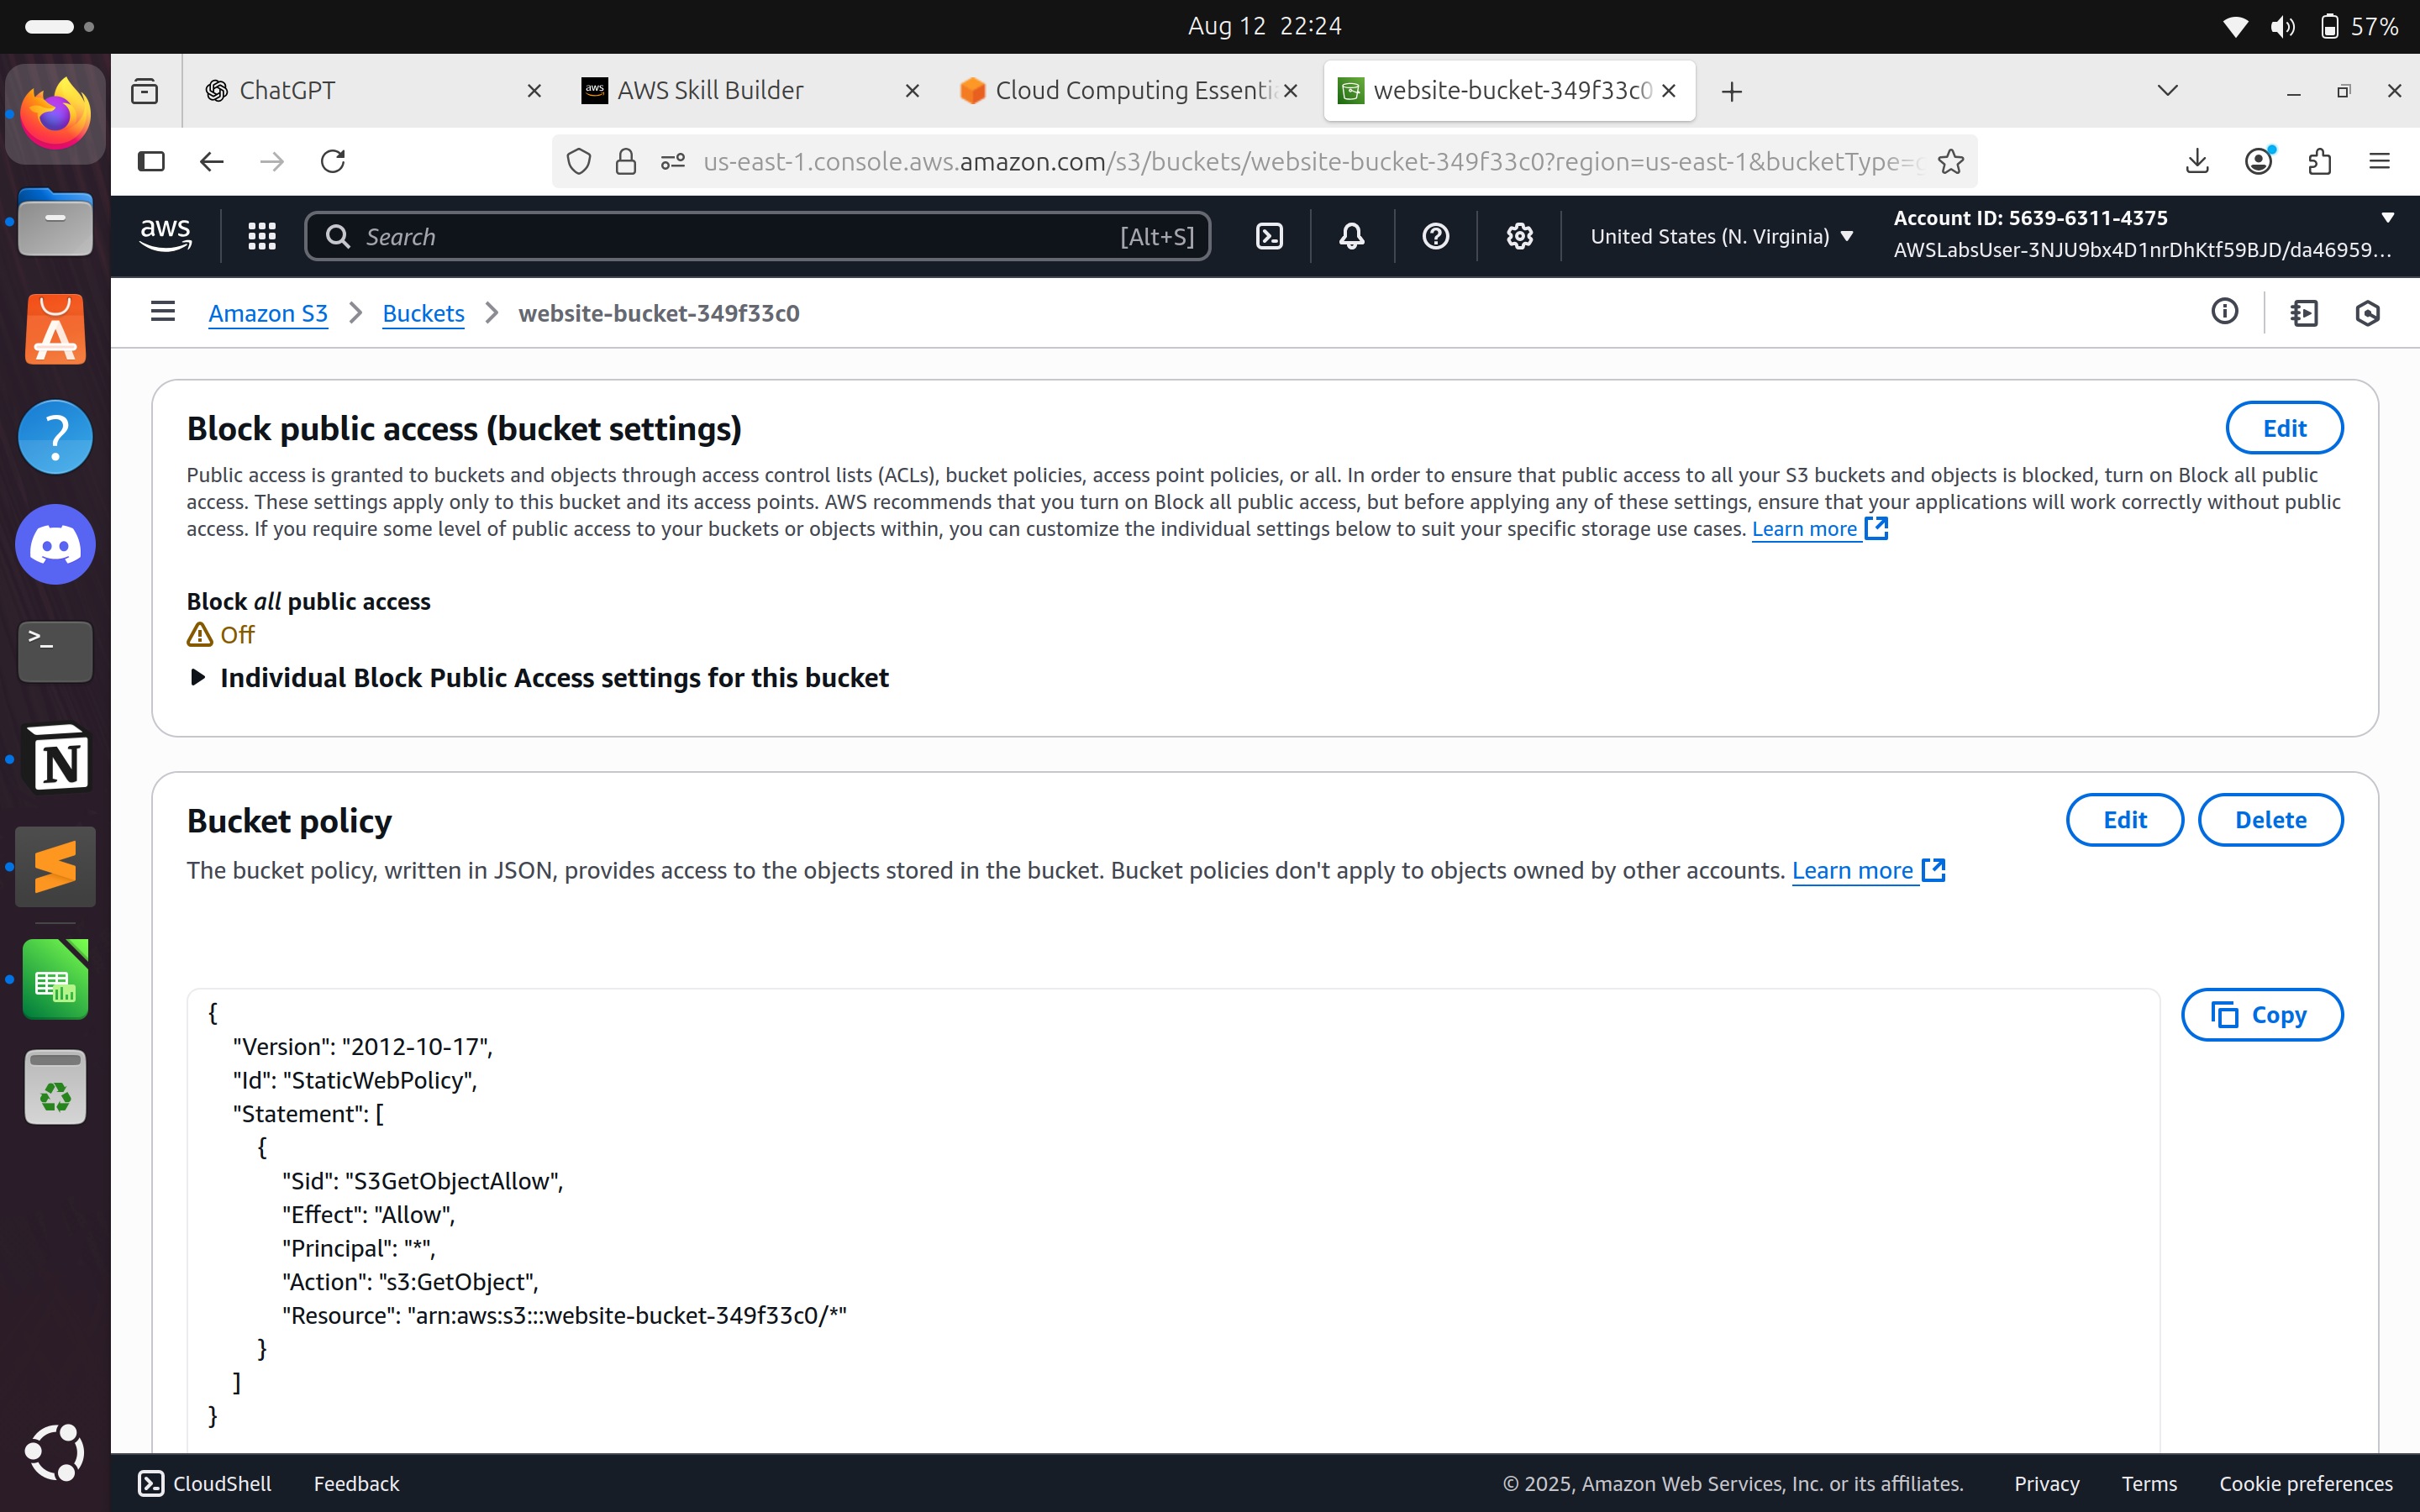 Aug 12 22:24
57%
ChatGPT
aws AWS Skill Builder
Cloud Computing Essentia
website-bucket-349f33c0
us-east-1.console.aws.amazon.com/s3/buckets/website-bucket-349f33c0?region=us-east-1&bucketType=g
aws
Search [Alt+S]
United States (N. Virginia)
Account ID: 5639-6311-4375
AWSLabsUser-3NJU9bx4D1nrDhKtf59BJD/da46959...
Amazon S3 > Buckets > website-bucket-349f33c0
Block public access (bucket settings)
Edit
Public access is granted to buckets and objects through access control lists (ACLs), bucket policies, access point policies, or all. In order to ensure that public access to all your S3 buckets and objects is blocked, turn on Block all public
access. These settings apply only to this bucket and its access points. AWS recommends that you turn on Block all public access, but before applying any of these settings, ensure that your applications will work correctly without public
access. If you require some level of public access to your buckets or objects within, you can customize the individual settings below to suit your specific storage use cases. Learn more
Block all public access
Off
Individual Block Public Access settings for this bucket
Bucket policy
Edit
Delete
The bucket policy, written in JSON, provides access to the objects stored in the bucket. Bucket policies don't apply to objects owned by other accounts. Learn more
Copy
{
"Version": "2012-10-17",
"Id": "StaticWebPolicy",
"Statement": [
{
"Sid": "S3GetObjectAllow",
"Effect": "Allow",
"Principal": "*",
"Action": "s3:GetObject",
"Resource": "arn:aws:s3:::website-bucket-349f33c0/*"
}
]
}
CloudShell
Feedback
© 2025, Amazon Web Services, Inc. or its affiliates.
Privacy
Terms
Cookie preferences